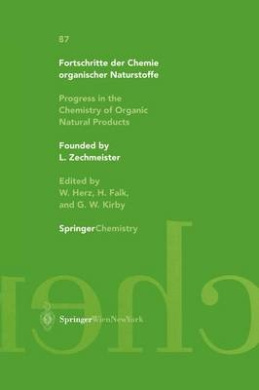 87
Fortschritte der Chemie
organischer Naturstoffe
Progress in the
Chemistry of Organic
Natural Products
Founded by
L. Zechmeister
Edited by
W. Herz, H. Falk,
and G. W. Kirby
SpringerChemistry
SpringerWienNewYork